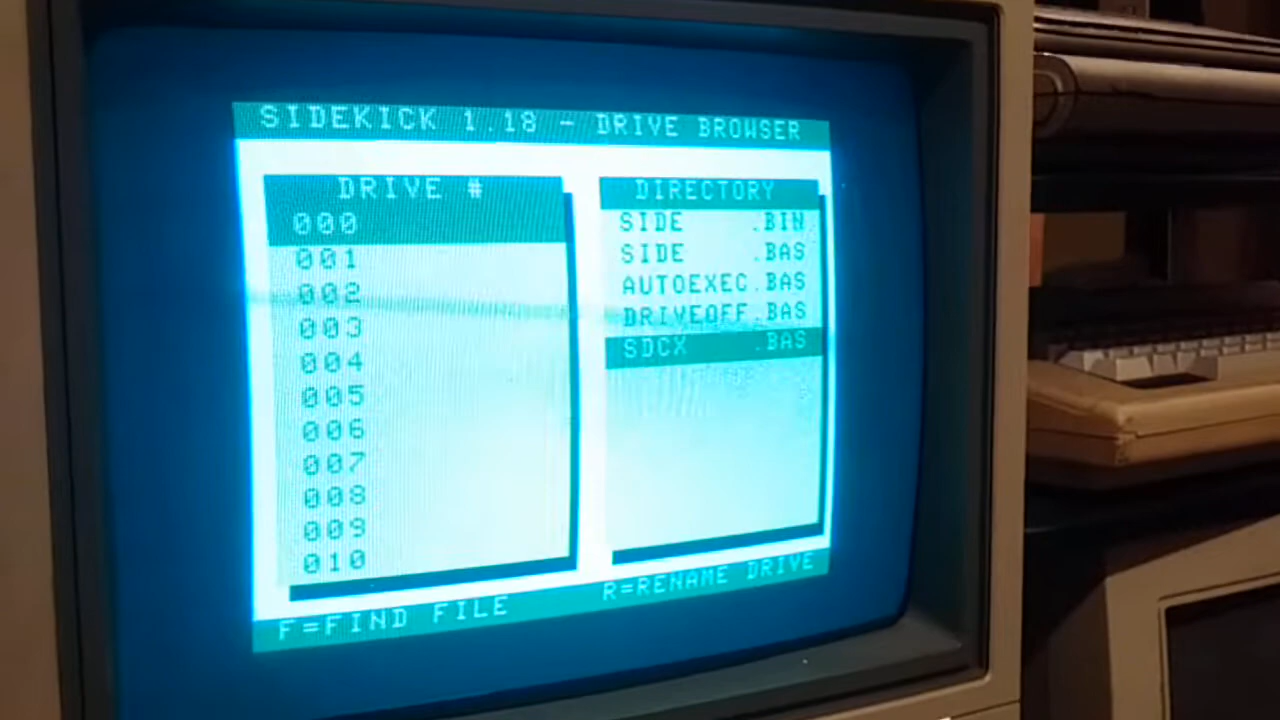 SIDEKICK 1.18 - DRIVE BROWSER
DRIVE #
000
001
002
003
004
005
006
007
008
009
010
DIRECTORY
SIDE .BIN
SIDE .BAS
AUTOEXEC.BAS
DRIVEOFF.BAS
SDCX .BAS
F=FIND FILE R=RENAME DRIVE